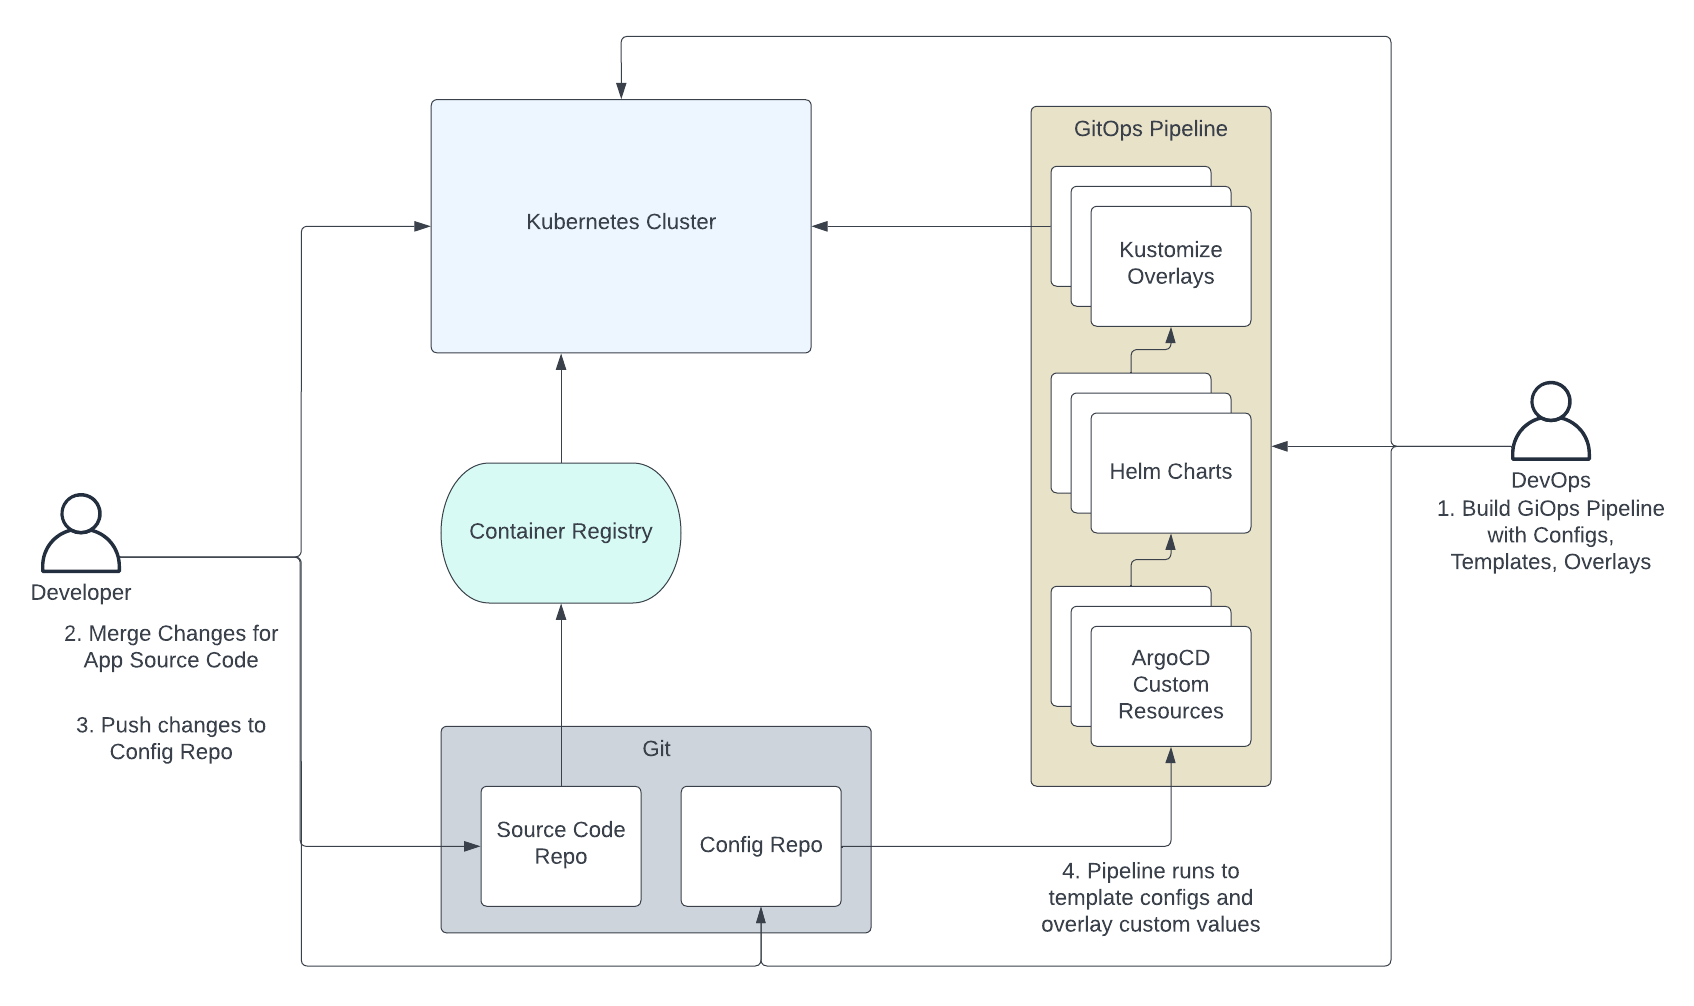 GitOps Pipeline
Kubernetes Cluster
Kustomize
Overlays
Helm Charts
DevOps
1. Build GiOps Pipeline
with Configs,
Templates, Overlays
Container Registry
Developer
2. Merge Changes for
App Source Code
3. Push changes to
Config Repo
ArgoCD
Custom
Resources
Git
Source Code
Repo
Config Repo
4. Pipeline runs to
template configs and
overlay custom values